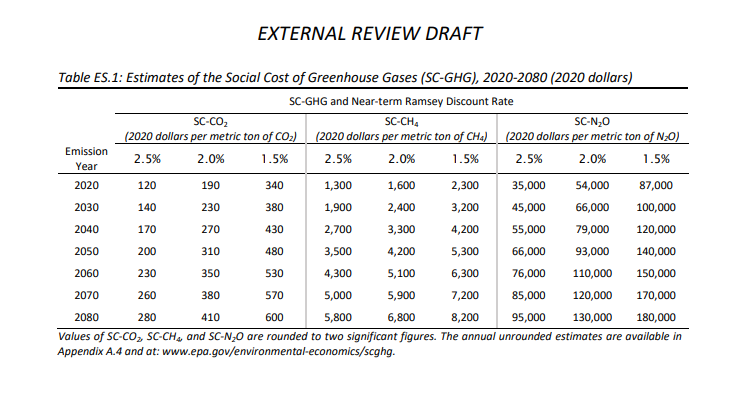 EXTERNAL REVIEW DRAFT
Table ES.1: Estimates of the Social Cost of Greenhouse Gases (SC-GHG), 2020-2080 (2020 dollars)
SC-GHG and Near-term Ramsey Discount Rate
SC-CO₂ SC-CH₄ SC-N₂O
(2020 dollars per metric ton of CO₂) (2020 dollars per metric ton of CH₄) (2020 dollars per metric ton of N₂O)
Emission
Year 2.5% 2.0% 1.5% 2.5% 2.0% 1.5% 2.5% 2.0% 1.5%
2020 120 190 340 1,300 1,600 2,300 35,000 54,000 87,000
2030 140 230 380 1,900 2,400 3,200 45,000 66,000 100,000
2040 170 270 430 2,700 3,300 4,200 55,000 79,000 120,000
2050 200 310 480 3,500 4,200 5,300 66,000 93,000 140,000
2060 230 350 530 4,300 5,100 6,300 76,000 110,000 150,000
2070 260 380 570 5,000 5,900 7,200 85,000 120,000 170,000
2080 280 410 600 5,800 6,800 8,200 95,000 130,000 180,000
Values of SC-CO₂, SC-CH₄, and SC-N₂O are rounded to two significant figures. The annual unrounded estimates are available in
Appendix A.4 and at: www.epa.gov/environmental-economics/scghg.